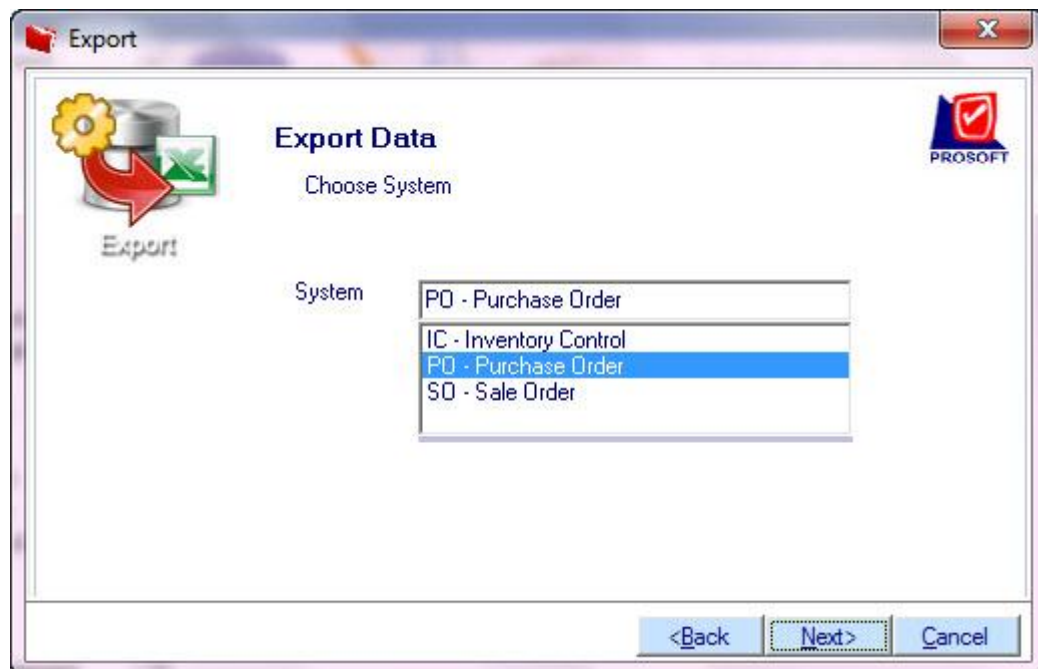 Export
Export Data
Choose System
PROSOFT
Export
System
PO - Purchase Order
IC - Inventory Control
PO - Purchase Order
SO - Sale Order
<Back
Next>
Cancel